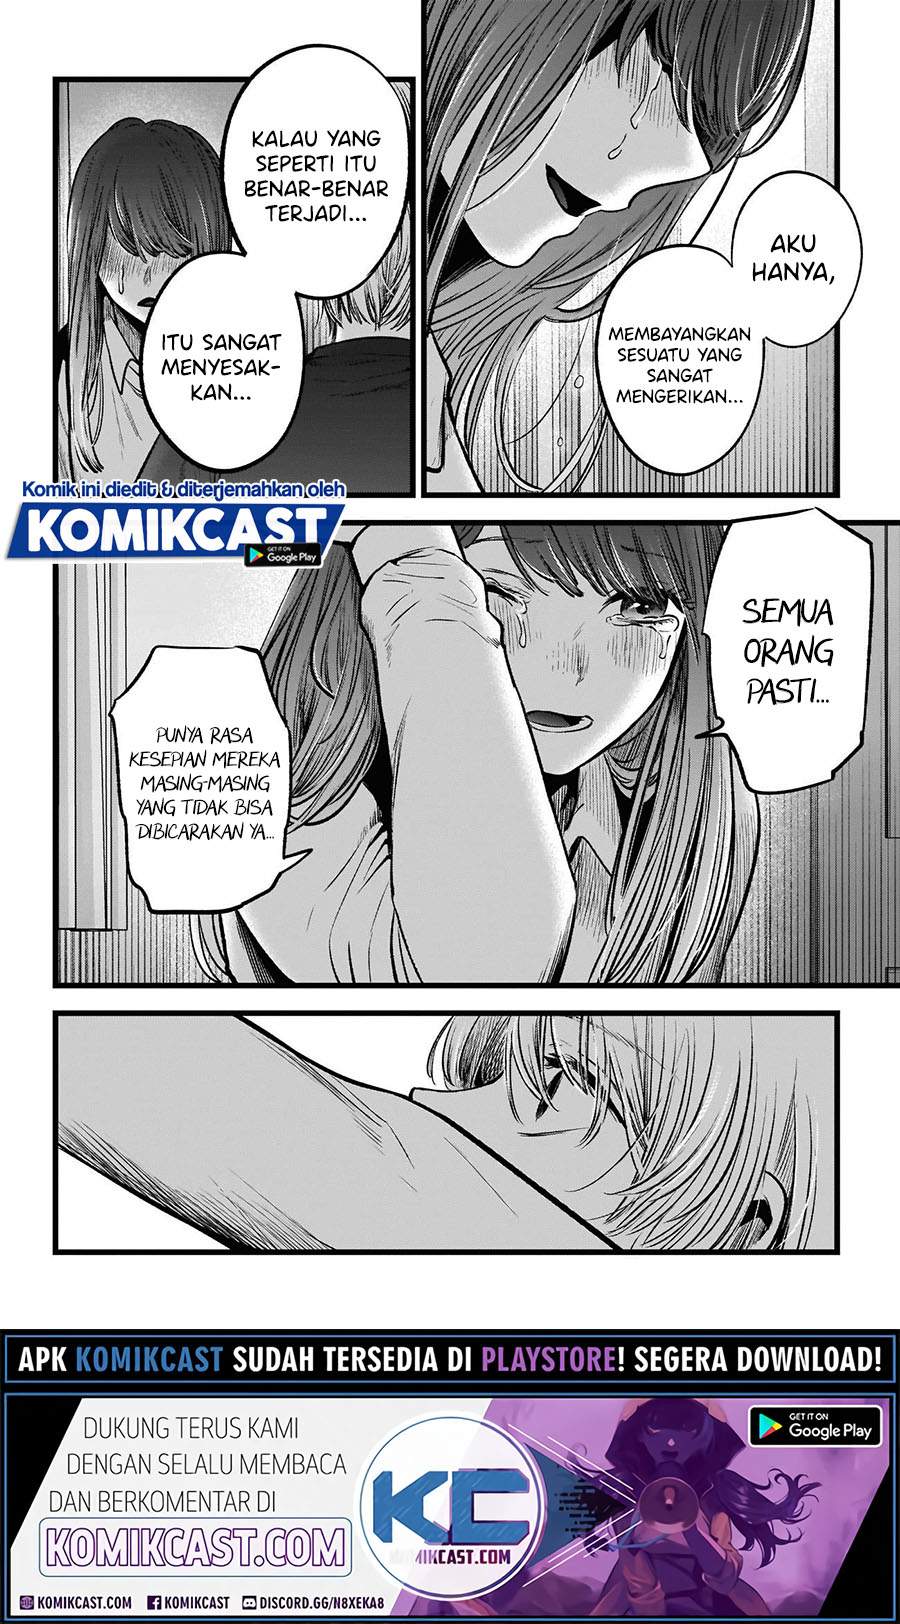 AKU
HANYA,
MEMBAYANGKAN
SESUATU YANG
SANGAT
MENGERIKAN...
KALAU YANG
SEPERTI ITU
BENAR-BENAR
TERJADI...
ITU SANGAT
MENYESAK-
KAN...
Komik ini diedit & diterjemahkan oleh
KOMIKCAST
GET IT ON
Google Play
SEMUA
ORANG
PASTI...
PUNYA RASA
KESEPIAN MEREKA
MASING-MASING
YANG TIDAK BISA
DIBICARAKAN YA...
APK KOMIKCAST SUDAH TERSEDIA DI PLAYSTORE! SEGERA DOWNLOAD!
DUKUNG TERUS KAMI
DENGAN SELALU MEMBACA
DAN BERKOMENTAR DI
KOMIKCAST.COM
KOMIKCAST.COM
KOMIKCAST
DISCORD.GG/N8XEKA8
KC
KOMIKCAST.COM
GET IT ON
Google Play